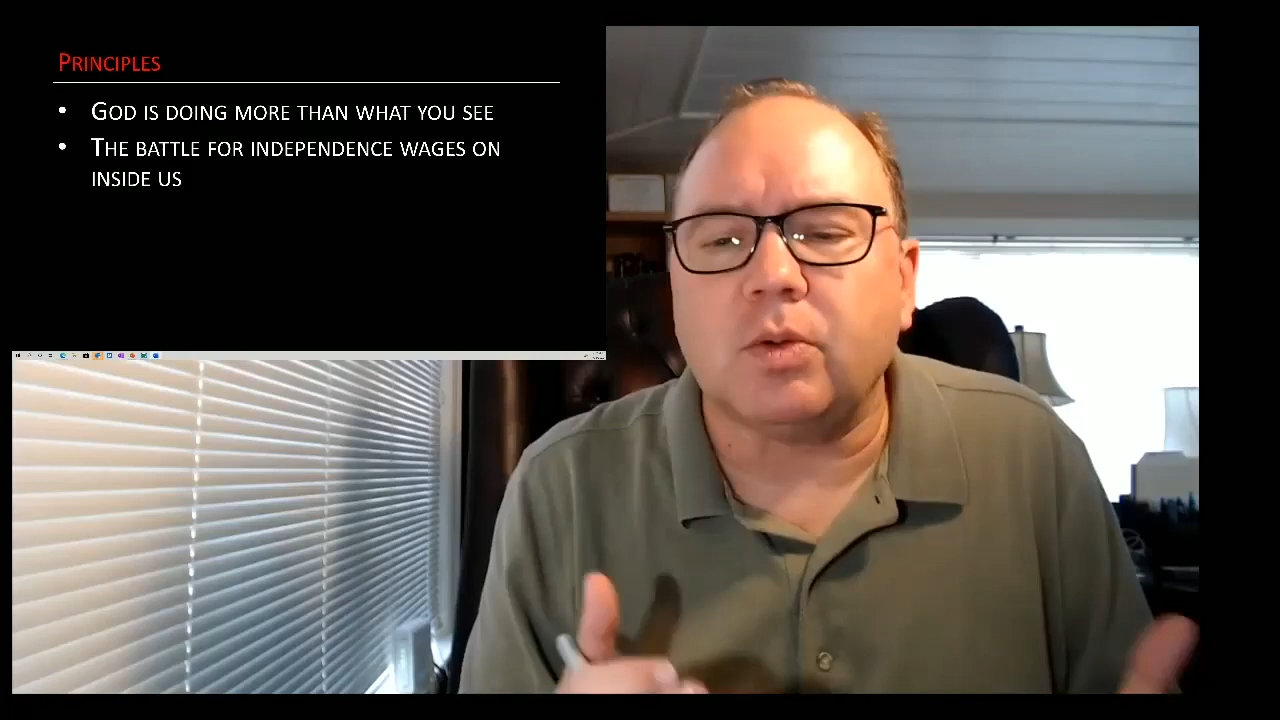 PRINCIPLES
• GOD IS DOING MORE THAN WHAT YOU SEE
• THE BATTLE FOR INDEPENDENCE WAGES ON
INSIDE US